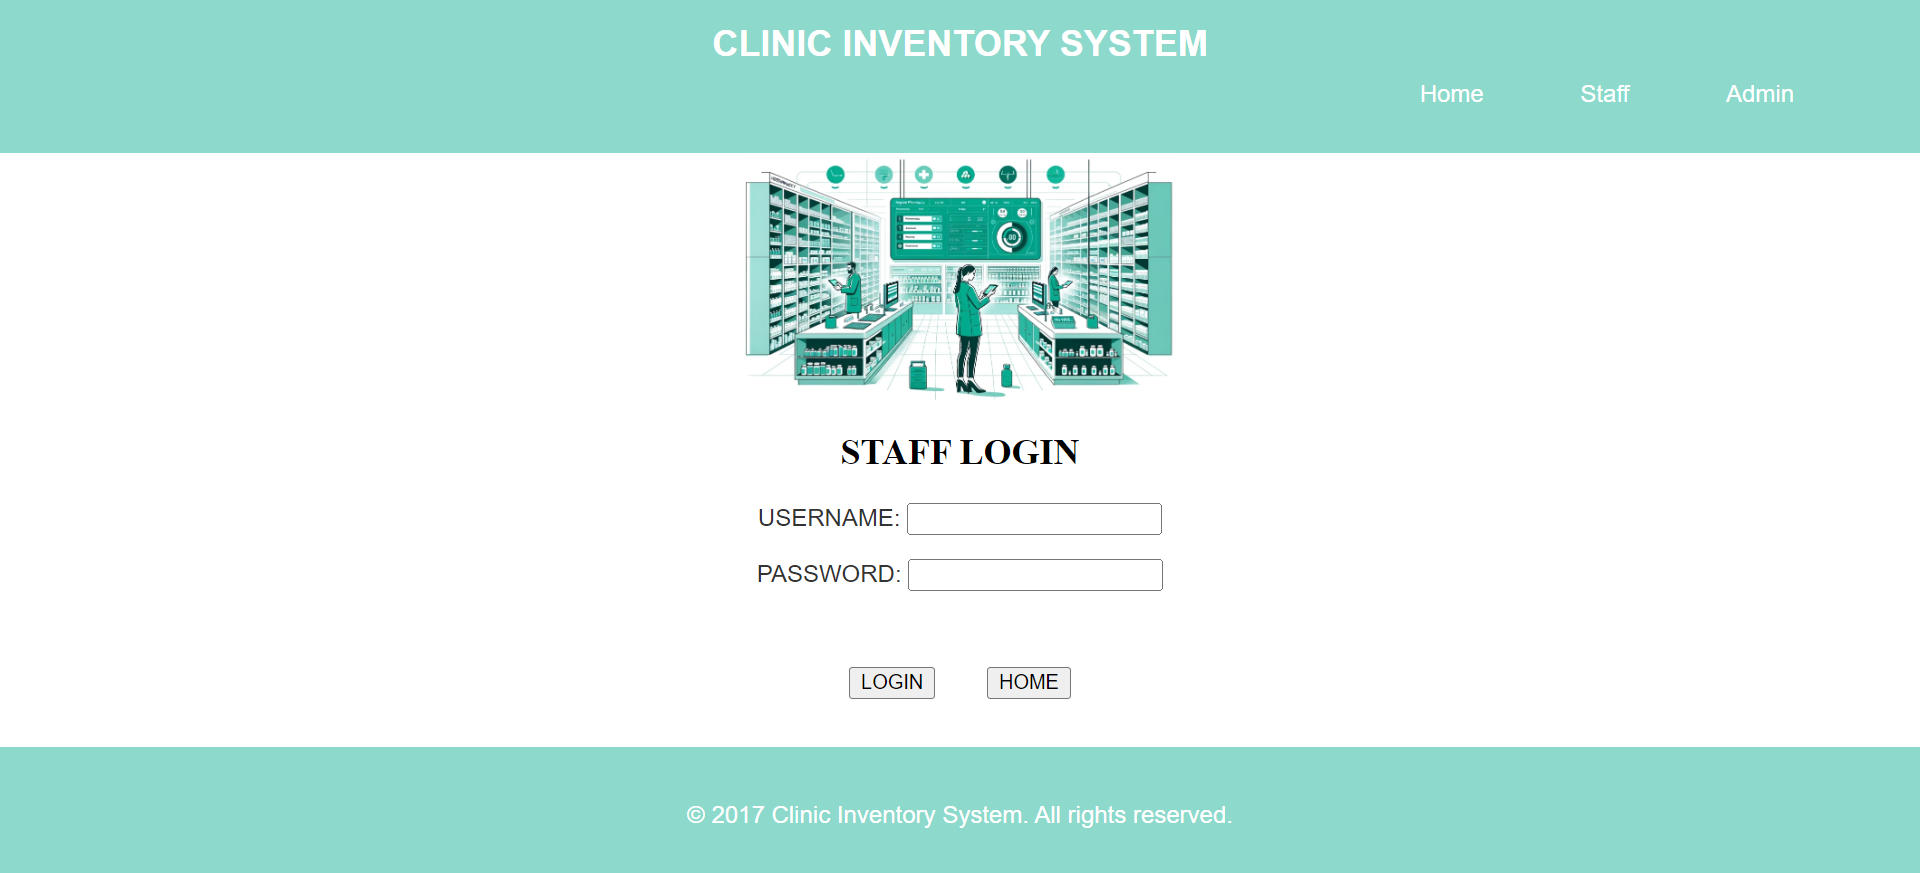 CLINIC INVENTORY SYSTEM
Home Staff Admin
STAFF LOGIN
USERNAME:
PASSWORD:
LOGIN HOME
© 2017 Clinic Inventory System. All rights reserved.